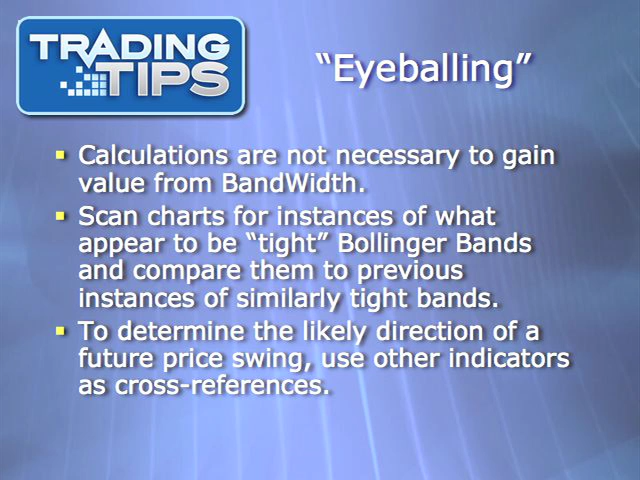 TRADING
TIPS
“Eyeballing”
▪ Calculations are not necessary to gain
value from BandWidth.
▪ Scan charts for instances of what
appear to be “tight” Bollinger Bands
and compare them to previous
instances of similarly tight bands.
▪ To determine the likely direction of a
future price swing, use other indicators
as cross-references.